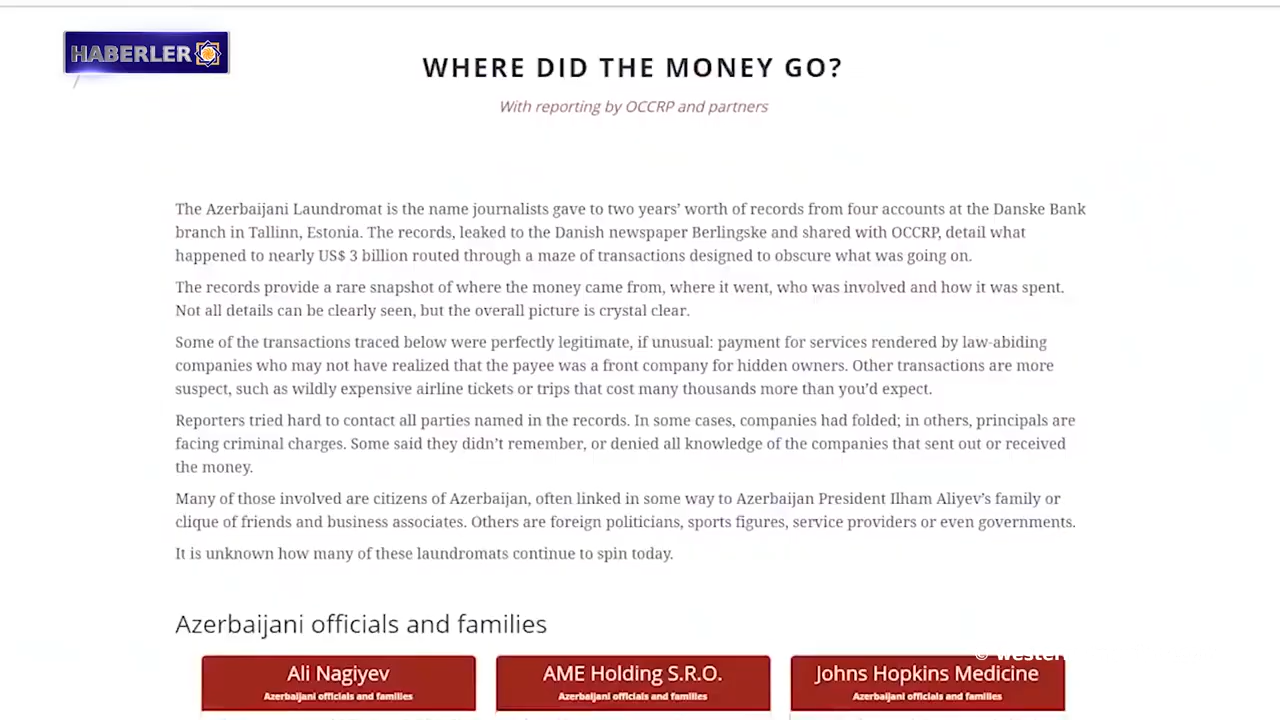 HABERLER
WHERE DID THE MONEY GO?
With reporting by OCCRP and partners
The Azerbaijani Laundromat is the name journalists gave to two years’ worth of records from four accounts at the Danske Bank
branch in Tallinn, Estonia. The records, leaked to the Danish newspaper Berlingske and shared with OCCRP, detail what
happened to nearly US$ 3 billion routed through a maze of transactions designed to obscure what was going on.
The records provide a rare snapshot of where the money came from, where it went, who was involved and how it was spent.
Not all details can be clearly seen, but the overall picture is crystal clear.
Some of the transactions traced below were perfectly legitimate, if unusual: payment for services rendered by law-abiding
companies who may not have realized that the payee was a front company for hidden owners. Other transactions are more
suspect, such as wildly expensive airline tickets or trips that cost many thousands more than you’d expect.
Reporters tried hard to contact all parties named in the records. In some cases, companies had folded; in others, principals are
facing criminal charges. Some said they didn’t remember, or denied all knowledge of the companies that sent out or received
the money.
Many of those involved are citizens of Azerbaijan, often linked in some way to Azerbaijan President Ilham Aliyev’s family or
clique of friends and business associates. Others are foreign politicians, sports figures, service providers or even governments.
It is unknown how many of these laundromats continue to spin today.
Azerbaijani officials and families
Ali Nagiyev
Azerbaijani officials and families
AME Holding S.R.O.
Azerbaijani officials and families
Johns Hopkins Medicine
Azerbaijani officials and families